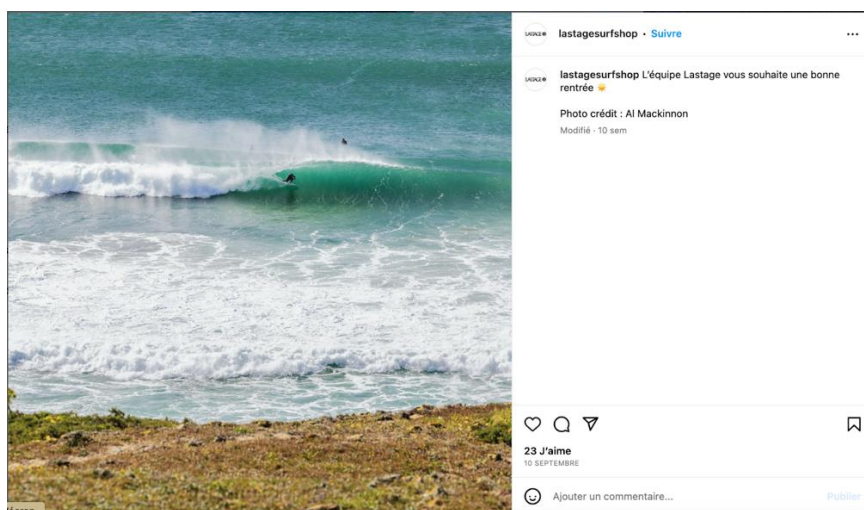 lastagesurfshop • Suivre
lastagesurfshop L'équipe Lastage vous souhaite une bonne
rentrée ☀️
Photo crédit : Al Mackinnon
Modifié · 10 sem
23 J'aime
10 SEPTEMBRE
Ajouter un commentaire...
Publier